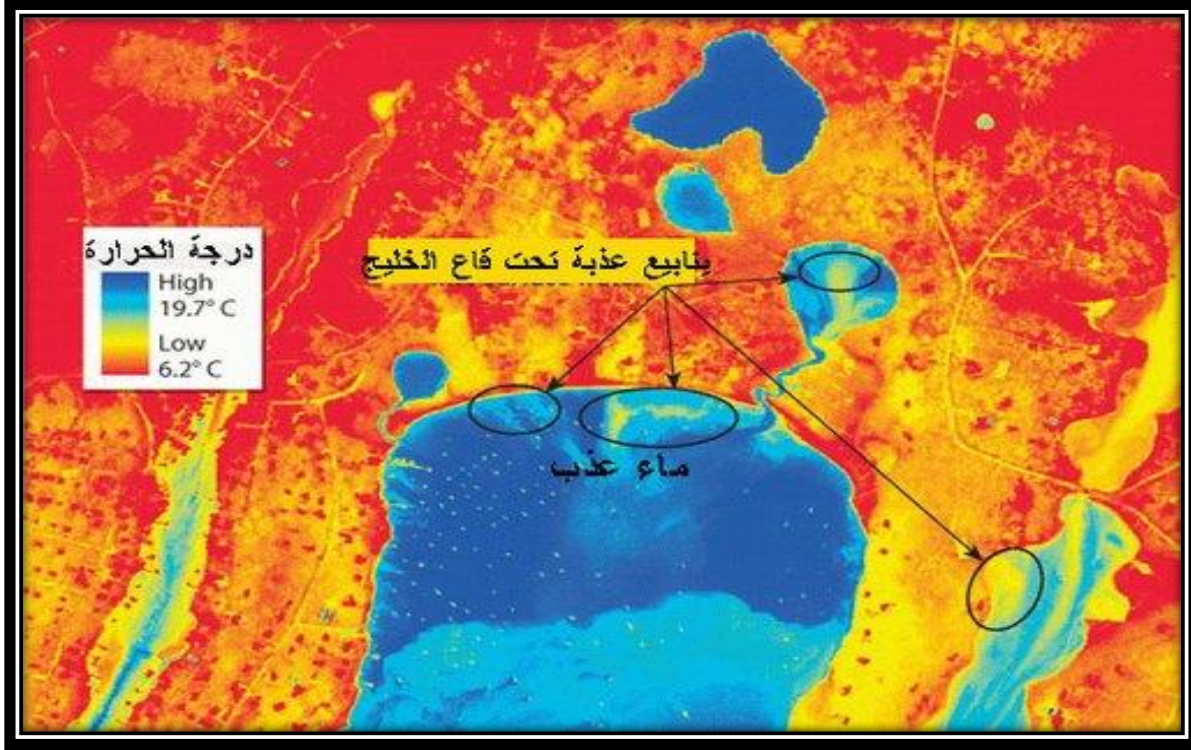 درجة الحرارة
High
19.7° C
Low
6.2° C
ينابيع عذبة تحت قاع الخليج
ماء عذب